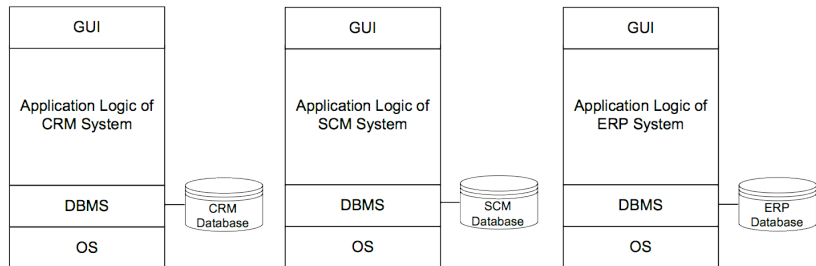 GUI
Application Logic of
CRM System
DBMS
OS
CRM
Database
GUI
Application Logic of
SCM System
DBMS
OS
SCM
Database
GUI
Application Logic of
ERP System
DBMS
OS
ERP
Database